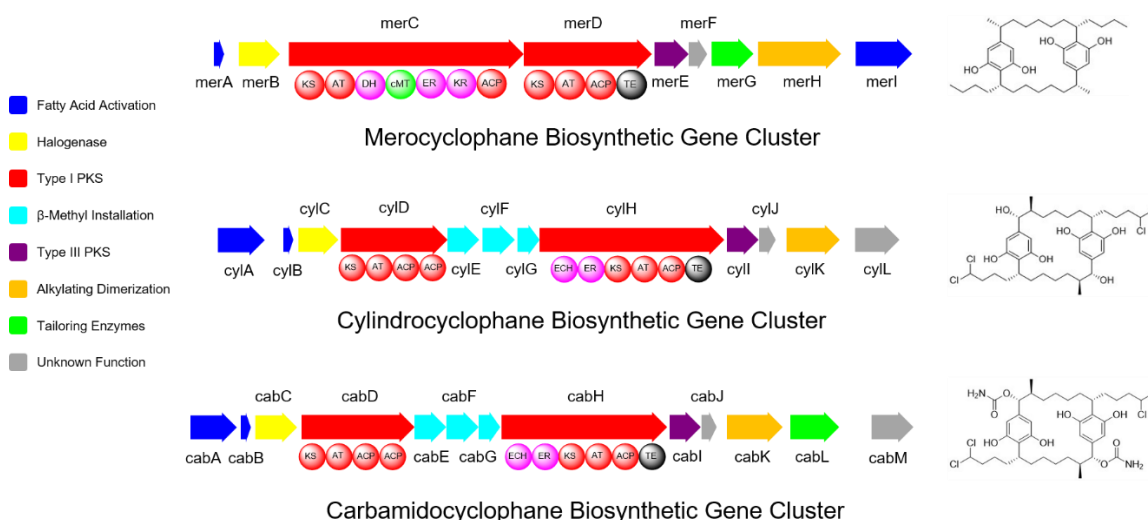 merC
merD
merF
merA
merB
merE
merG
merH
merI
KS
AT
DH
cMT
ER
KR
ACP
KS
AT
ACP
TE
OH
HO
OH
HO
Merocyclophane Biosynthetic Gene Cluster
Fatty Acid Activation
Halogenase
Type I PKS
β-Methyl Installation
Type III PKS
Alkylating Dimerization
Tailoring Enzymes
Unknown Function
cylC
cylD
cylF
cylH
cylJ
cylA
cylB
cylE
cylG
cylI
cylK
cylL
KS
AT
ACP
ACP
ECH
ER
KS
AT
ACP
TE
HO
Cl
HO
OH
HO
OH
Cl
Cl
OH
Cylindrocyclophane Biosynthetic Gene Cluster
cabC
cabD
cabF
cabH
cabJ
cabA
cabB
cabE
cabG
cabI
cabK
cabL
cabM
KS
AT
ACP
ACP
ECH
ER
KS
AT
ACP
TE
H₂N
O
O
Cl
HO
OH
HO
OH
Cl
Cl
O
O
NH₂
Carbamidocyclophane Biosynthetic Gene Cluster